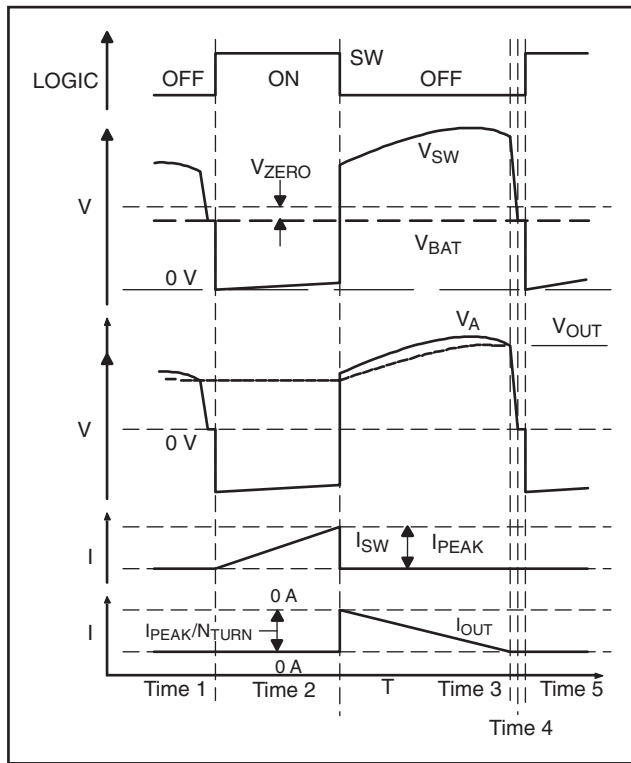 SW
LOGIC
OFF
ON
OFF
VZERO
VSW
V
VBAT
0 V
VA
VOUT
V
0 V
ISW
IPEAK
I
0 A
IPEAK/NTURN
IOUT
I
0 A
Time 1
Time 2
T
Time 3
Time 5
Time 4